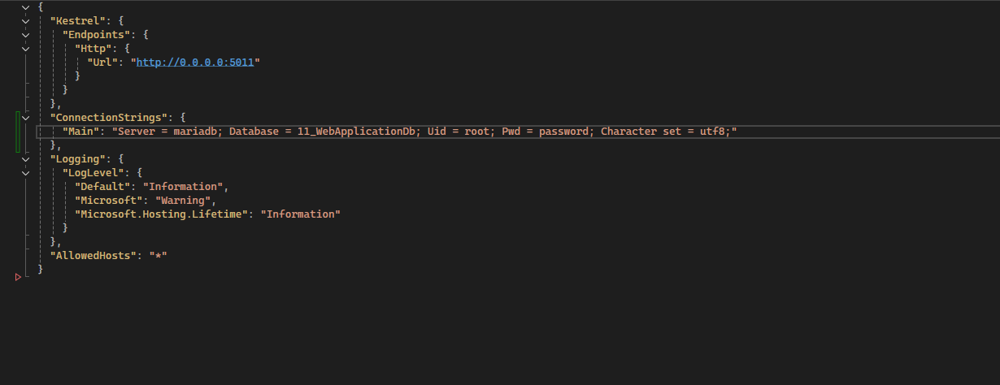 {
"Kestrel": {
"Endpoints": {
"Http": {
"Url": "http://0.0.0.0:5011"
}
}
},
"ConnectionStrings": {
"Main": "Server = mariadb; Database = 11_WebApplicationDb; Uid = root; Pwd = password; Character set = utf8;"
},
"Logging": {
"LogLevel": {
"Default": "Information",
"Microsoft": "Warning",
"Microsoft.Hosting.Lifetime": "Information"
}
},
"AllowedHosts": "*"
}